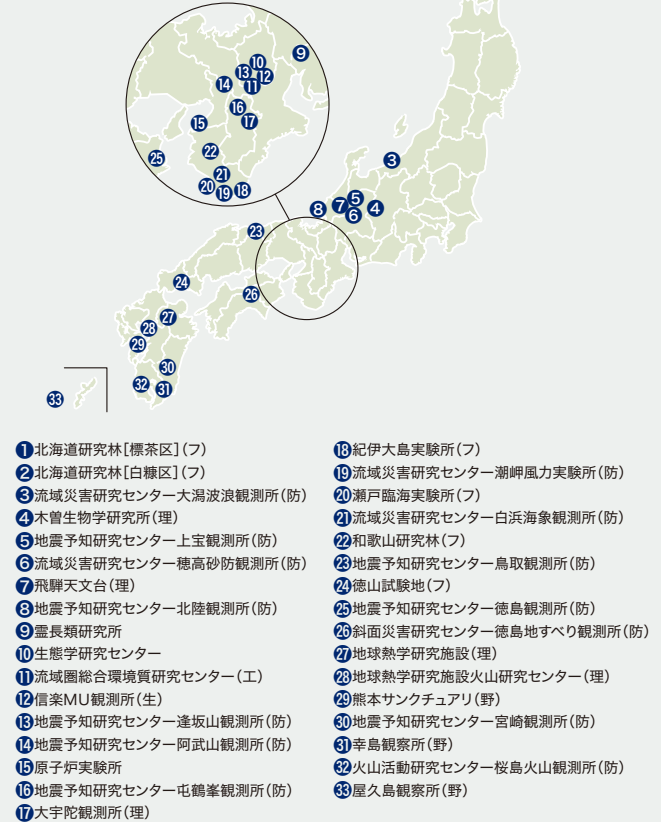 ❾
❿
⓭
⓬
⓮
⓫
⓰
⓯
⓱
㉒
㉕
㉑
⓴
⓳
⓲
❸
❺
❼
❽
❹
❻
㉓
㉔
㉖
㉗
㉘
㉙
㉚
㉜
㉛
㉝
❶北海道研究林[標茶区](フ)
❷北海道研究林[白糠区](フ)
❸流域災害研究センター大潟波浪観測所(防)
❹木曽生物学研究所(理)
❺地震予知研究センター上宝観測所(防)
❻流域災害研究センター穂高砂防観測所(防)
❼飛騨天文台(理)
❽地震予知研究センター北陸観測所(防)
❾霊長類研究所
❿生態学研究センター
⓫流域圏総合環境質研究センター(工)
⓬信楽MU観測所(生)
⓭地震予知研究センター逢坂山観測所(防)
⓮地震予知研究センター阿武山観測所(防)
⓯原子炉実験所
⓰地震予知研究センター屯鶴峯観測所(防)
⓱大宇陀観測所(理)
⓲紀伊大島実験所(フ)
⓳流域災害研究センター潮岬風力実験所(防)
⓴瀬戸臨海実験所(フ)
㉑流域災害研究センター白浜海象観測所(防)
㉒和歌山研究林(フ)
㉓地震予知研究センター鳥取観測所(防)
㉔徳山試験地(フ)
㉕地震予知研究センター徳島観測所(防)
㉖斜面災害研究センター徳島地すべり観測所(防)
㉗地球熱学研究施設(理)
㉘地球熱学研究施設火山研究センター(理)
㉙熊本サンクチュアリ(野)
㉚地震予知研究センター宮崎観測所(防)
㉛幸島観察所(野)
㉜火山活動研究センター桜島火山観測所(防)
㉝屋久島観察所(野)